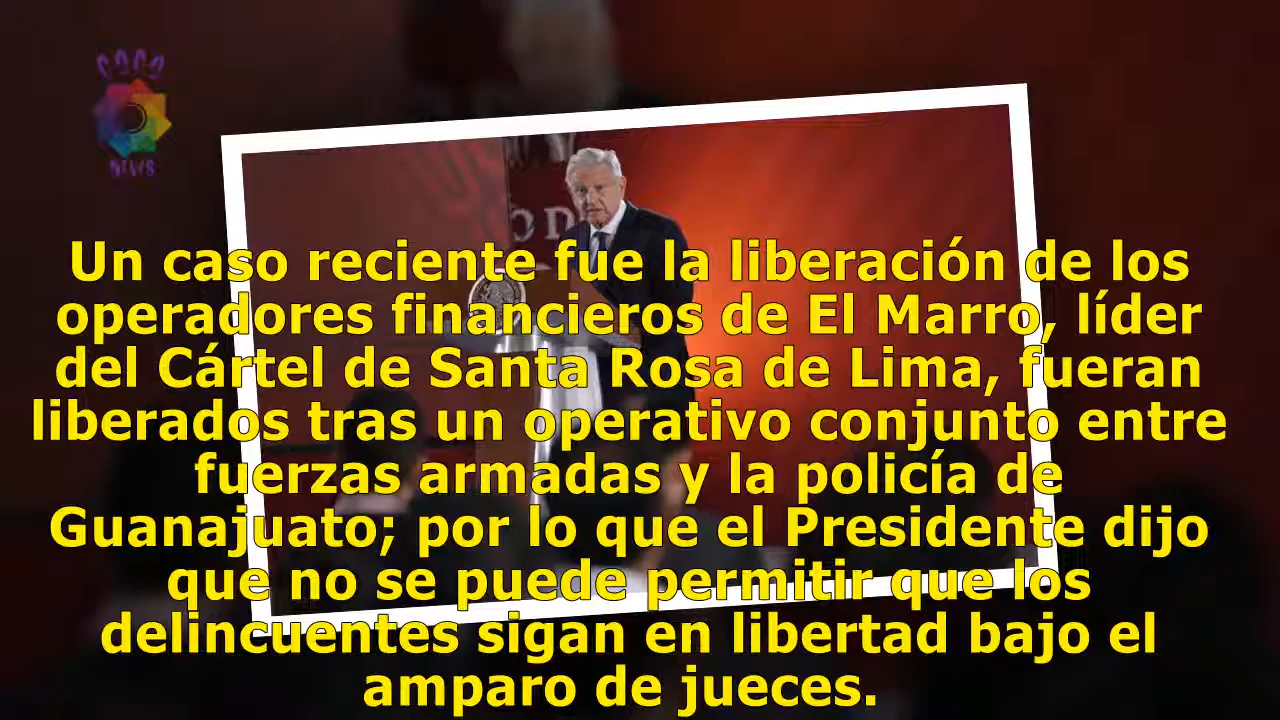 COCO
NEWS
Un caso reciente fue la liberación de los
operadores financieros de El Marro, líder
del Cártel de Santa Rosa de Lima, fueran
liberados tras un operativo conjunto entre
fuerzas armadas y la policía de
Guanajuato; por lo que el Presidente dijo
que no se puede permitir que los
delincuentes sigan en libertad bajo el
amparo de jueces.